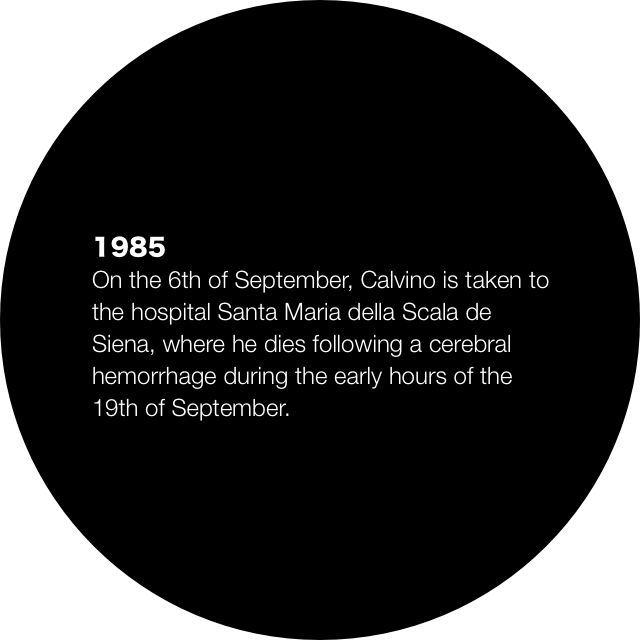 1985
On the 6th of September, Calvino is taken to
the hospital Santa Maria della Scala de
Siena, where he dies following a cerebral
hemorrhage during the early hours of the
19th of September.